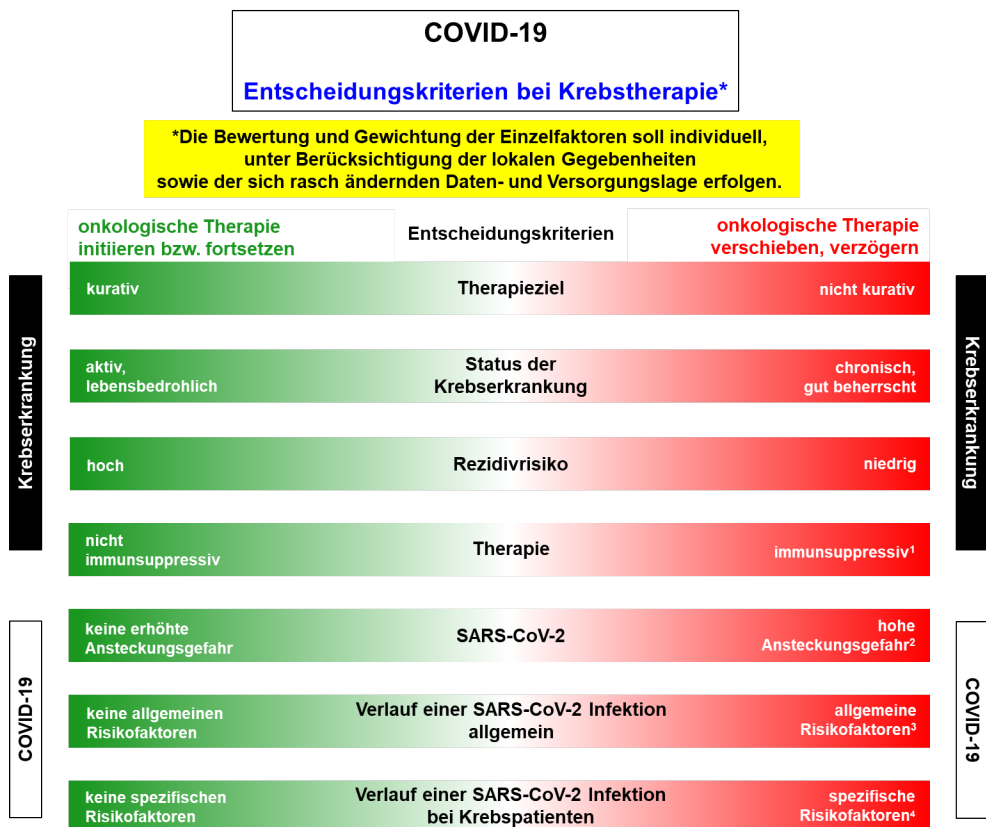 COVID-19
Entscheidungskriterien bei Krebstherapie*
*Die Bewertung und Gewichtung der Einzelfaktoren soll individuell,
unter Berücksichtigung der lokalen Gegebenheiten
sowie der sich rasch ändernden Daten- und Versorgungslage erfolgen.
onkologische Therapie
initiieren bzw. fortsetzen
Entscheidungskriterien
onkologische Therapie
verschieben, verzögern
Krebserkrankung
kurativ
Therapieziel
nicht kurativ
aktiv,
lebensbedrohlich
Status der
Krebserkrankung
chronisch,
gut beherrscht
hoch
Rezidivrisiko
niedrig
nicht
immunsuppressiv
Therapie
immunsuppressiv¹
Krebserkrankung
COVID-19
keine erhöhte
Ansteckungsgefahr
SARS-CoV-2
hohe
Ansteckungsgefahr²
keine allgemeinen
Risikofaktoren
Verlauf einer SARS-CoV-2 Infektion
allgemein
allgemeine
Risikofaktoren³
keine spezifischen
Risikofaktoren
Verlauf einer SARS-CoV-2 Infektion
bei Krebspatienten
spezifische
Risikofaktoren⁴
COVID-19